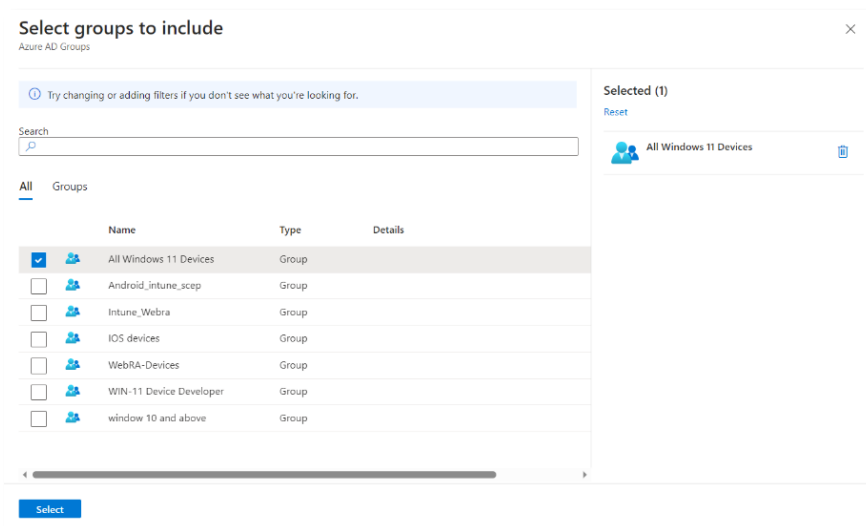 Select groups to include
Azure AD Groups
Try changing or adding filters if you don't see what you're looking for.
Search
All Groups
Name Type Details
All Windows 11 Devices Group
Android_intune_scep Group
Intune_Webra Group
IOS devices Group
WebRA-Devices Group
WIN-11 Device Developer Group
window 10 and above Group
Select
Selected (1)
Reset
All Windows 11 Devices